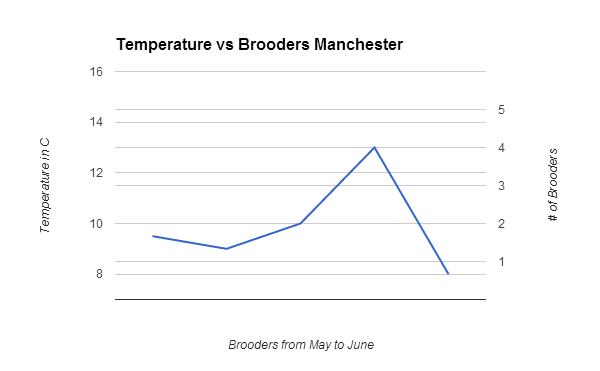 Temperature vs Brooders Manchester
16
14
12
10
8
Temperature in C
5
4
3
2
1
# of Brooders
Brooders from May to June